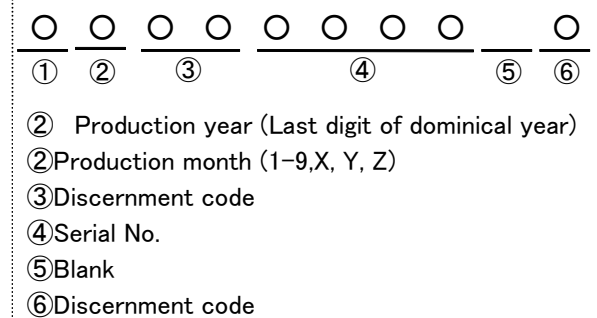 ○ ○ ○ ○ ○ ○ ○ ○ ○
① ② ③ ④ ⑤ ⑥
② Production year (Last digit of dominical year)
②Production month (1-9,X, Y, Z)
③Discernment code
④Serial No.
⑤Blank
⑥Discernment code